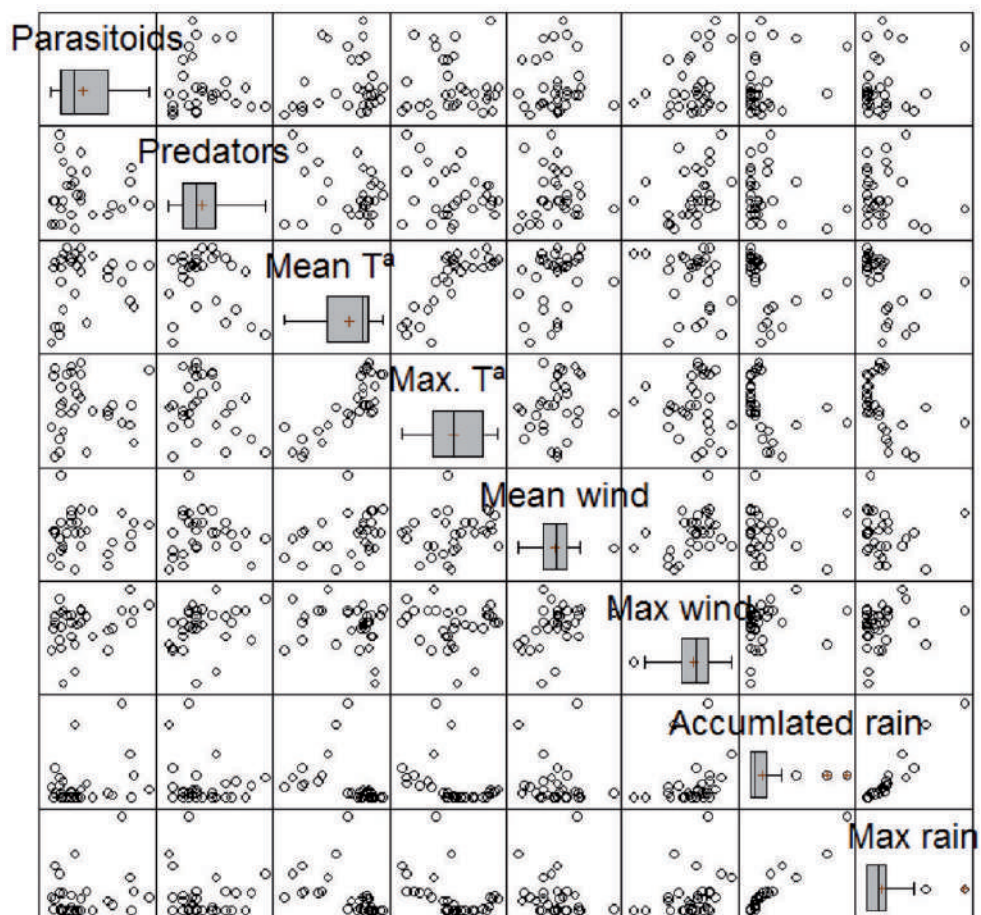 Parasitoids
Predators
Mean Tª
Max. Tª
Mean wind
Max wind
Accumlated rain
Max rain